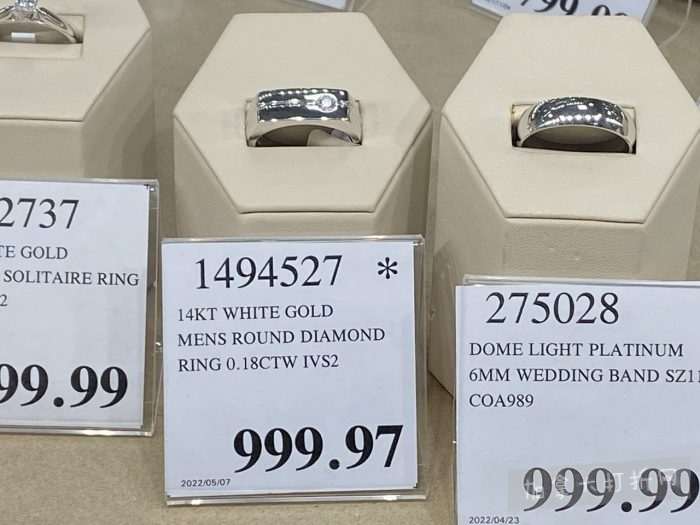 2737
TE GOLD
SOLITAIRE RING
2
99.99
1494527 *
14KT WHITE GOLD
MENS ROUND DIAMOND
RING 0.18CTW IVS2
999.97
2022/05/07
275028
DOME LIGHT PLATINUM
6MM WEDDING BAND SZ11
COA989
999.99
2022/04/23
799.99